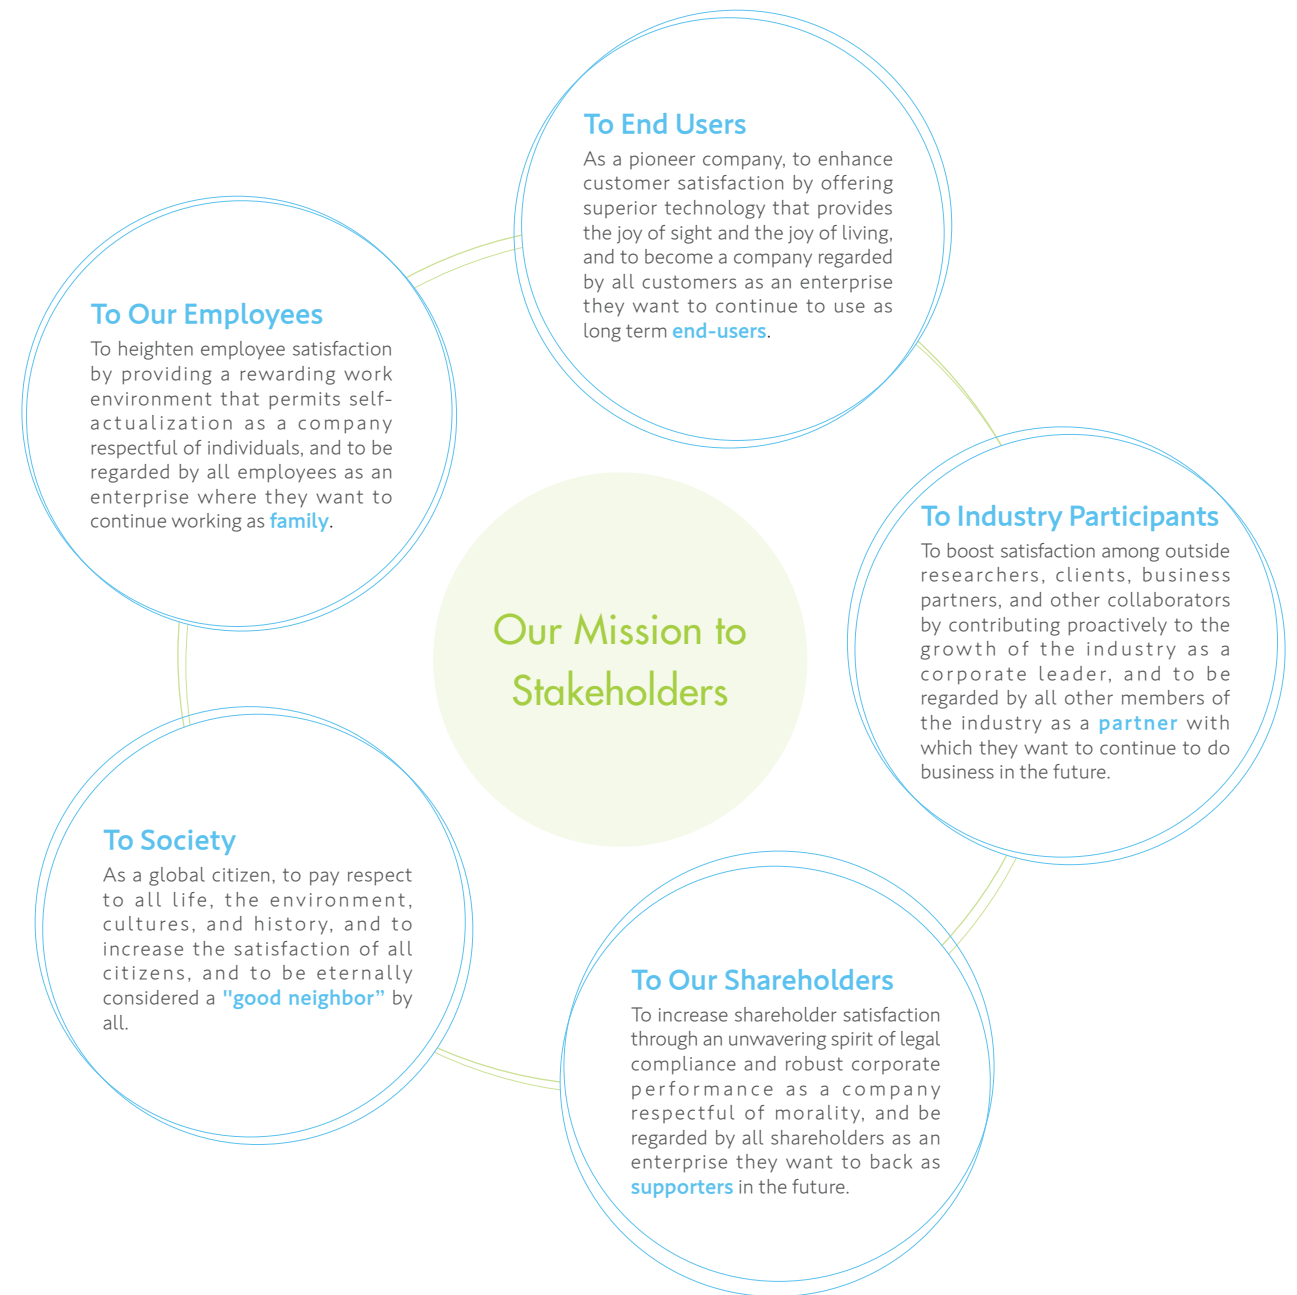 To End Users
As a pioneer company, to enhance
customer satisfaction by offering
superior technology that provides
the joy of sight and the joy of living,
and to become a company regarded
by all customers as an enterprise
they want to continue to use as
long term end-users.
To Our Employees
To heighten employee satisfaction
by providing a rewarding work
environment that permits self-
actualization as a company
respectful of individuals, and to be
regarded by all employees as an
enterprise where they want to
continue working as family.
To Industry Participants
To boost satisfaction among outside
researchers, clients, business
partners, and other collaborators
by contributing proactively to the
growth of the industry as a
corporate leader, and to be
regarded by all other members of
the industry as a partner with
which they want to continue to do
business in the future.
Our Mission to
Stakeholders
To Society
As a global citizen, to pay respect
to all life, the environment,
cultures, and history, and to
increase the satisfaction of all
citizens, and to be eternally
considered a "good neighbor” by
all.
To Our Shareholders
To increase shareholder satisfaction
through an unwavering spirit of legal
compliance and robust corporate
performance as a company
respectful of morality, and be
regarded by all shareholders as an
enterprise they want to back as
supporters in the future.